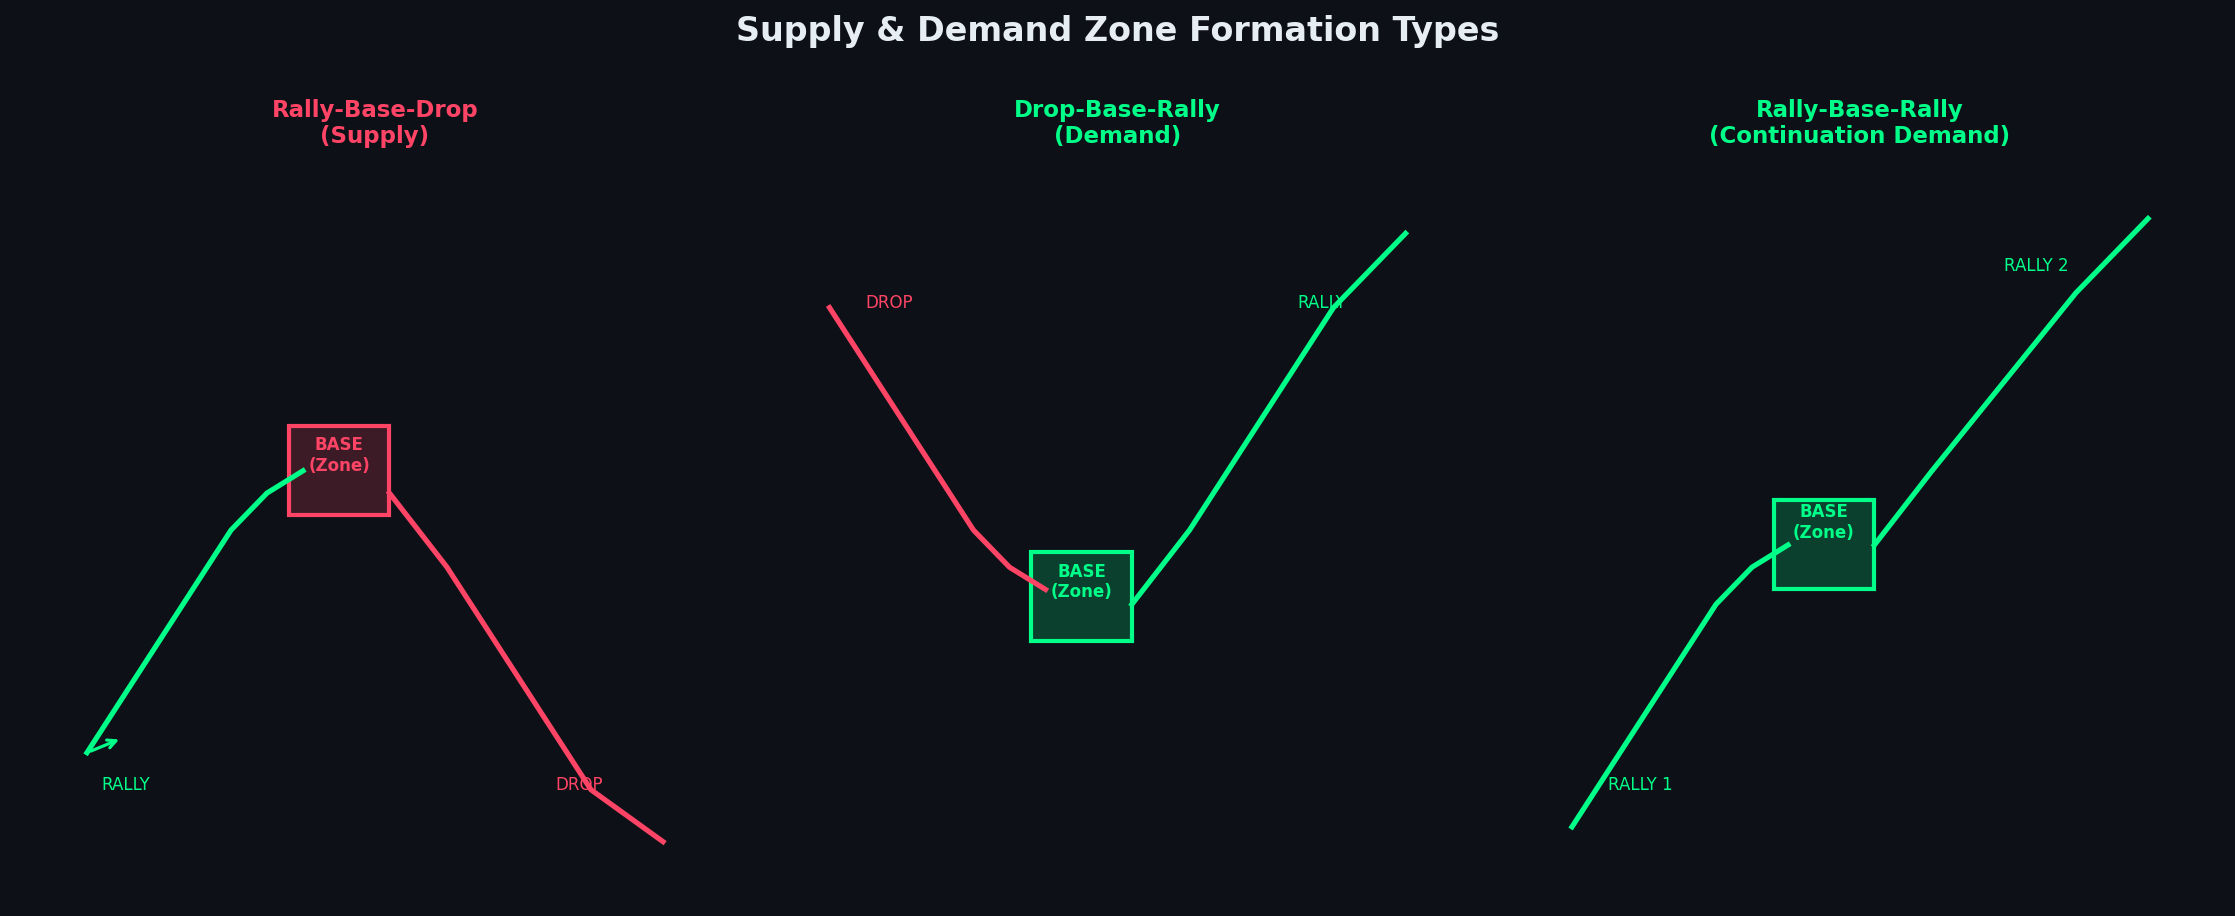 Supply & Demand Zone Formation Types
Rally-Base-Drop
(Supply)
BASE
(Zone)
RALLY
DROP
Drop-Base-Rally
(Demand)
DROP
RALLY
BASE
(Zone)
Rally-Base-Rally
(Continuation Demand)
RALLY 2
BASE
(Zone)
RALLY 1